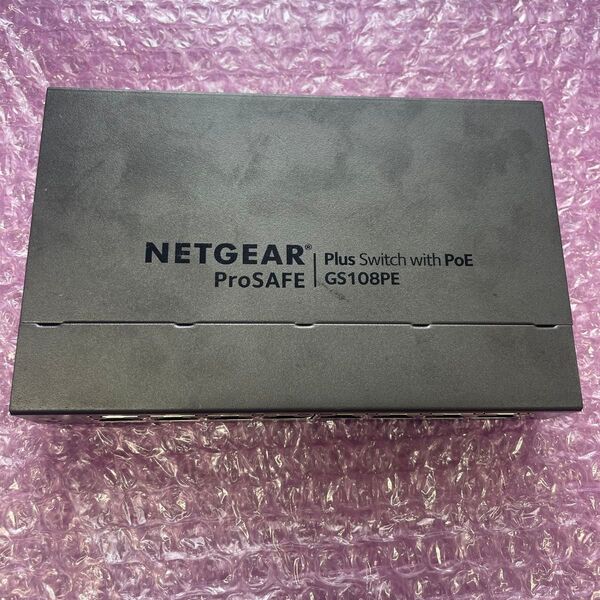 NETGEAR® | Plus Switch with PoE
ProSAFE | GS108PE